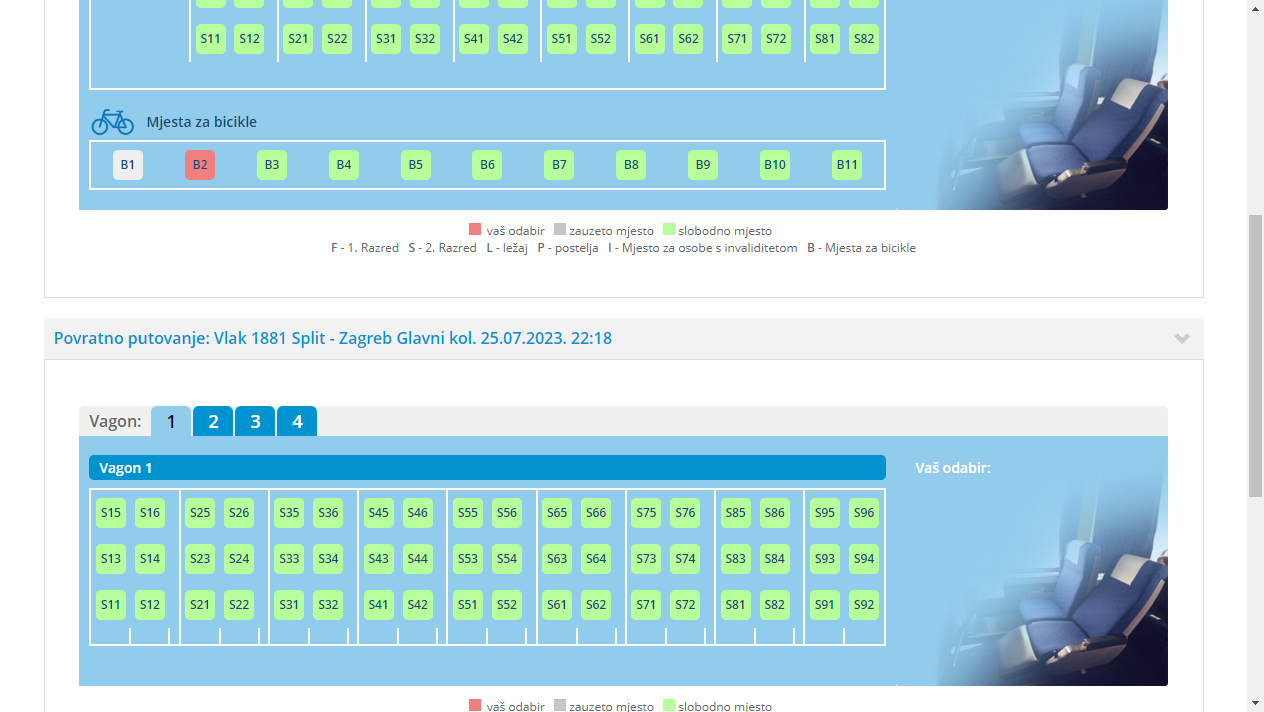 S11 S12 S21 S22 S31 S32 S41 S42 S51 S52 S61 S62 S71 S72 S81 S82
Mjesta za bicikle
B1 B2 B3 B4 B5 B6 B7 B8 B9 B10 B11
vaš odabir zauzeto mjesto slobodno mjesto
F - 1. Razred S - 2. Razred L - ležaj P - postelja I - Mjesto za osobe s invaliditetom B - Mjesta za bicikle
Povratno putovanje: Vlak 1881 Split - Zagreb Glavni kol. 25.07.2023. 22:18
Vagon: 1 2 3 4
Vagon 1
Vaš odabir:
S15 S16 S25 S26 S35 S36 S45 S46 S55 S56 S65 S66 S75 S76 S85 S86 S95 S96
S13 S14 S23 S24 S33 S34 S43 S44 S53 S54 S63 S64 S73 S74 S83 S84 S93 S94
S11 S12 S21 S22 S31 S32 S41 S42 S51 S52 S61 S62 S71 S72 S81 S82 S91 S92
vaš odabir zauzeto mjesto slobodno mjesto